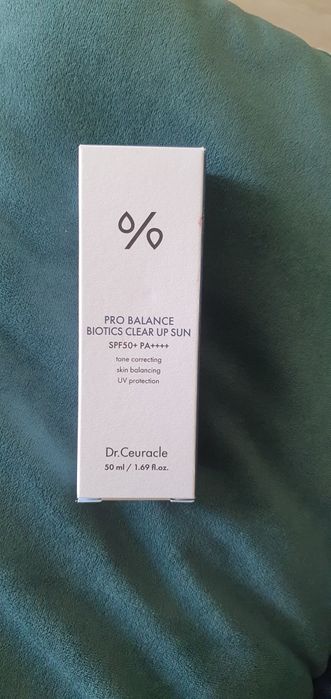 %
PRO BALANCE
BIOTICS CLEAR UP SUN
SPF50+ PA++++
tone correcting
skin balancing
UV protection
Dr.Ceuracle
50 ml / 1.69 fl.oz.